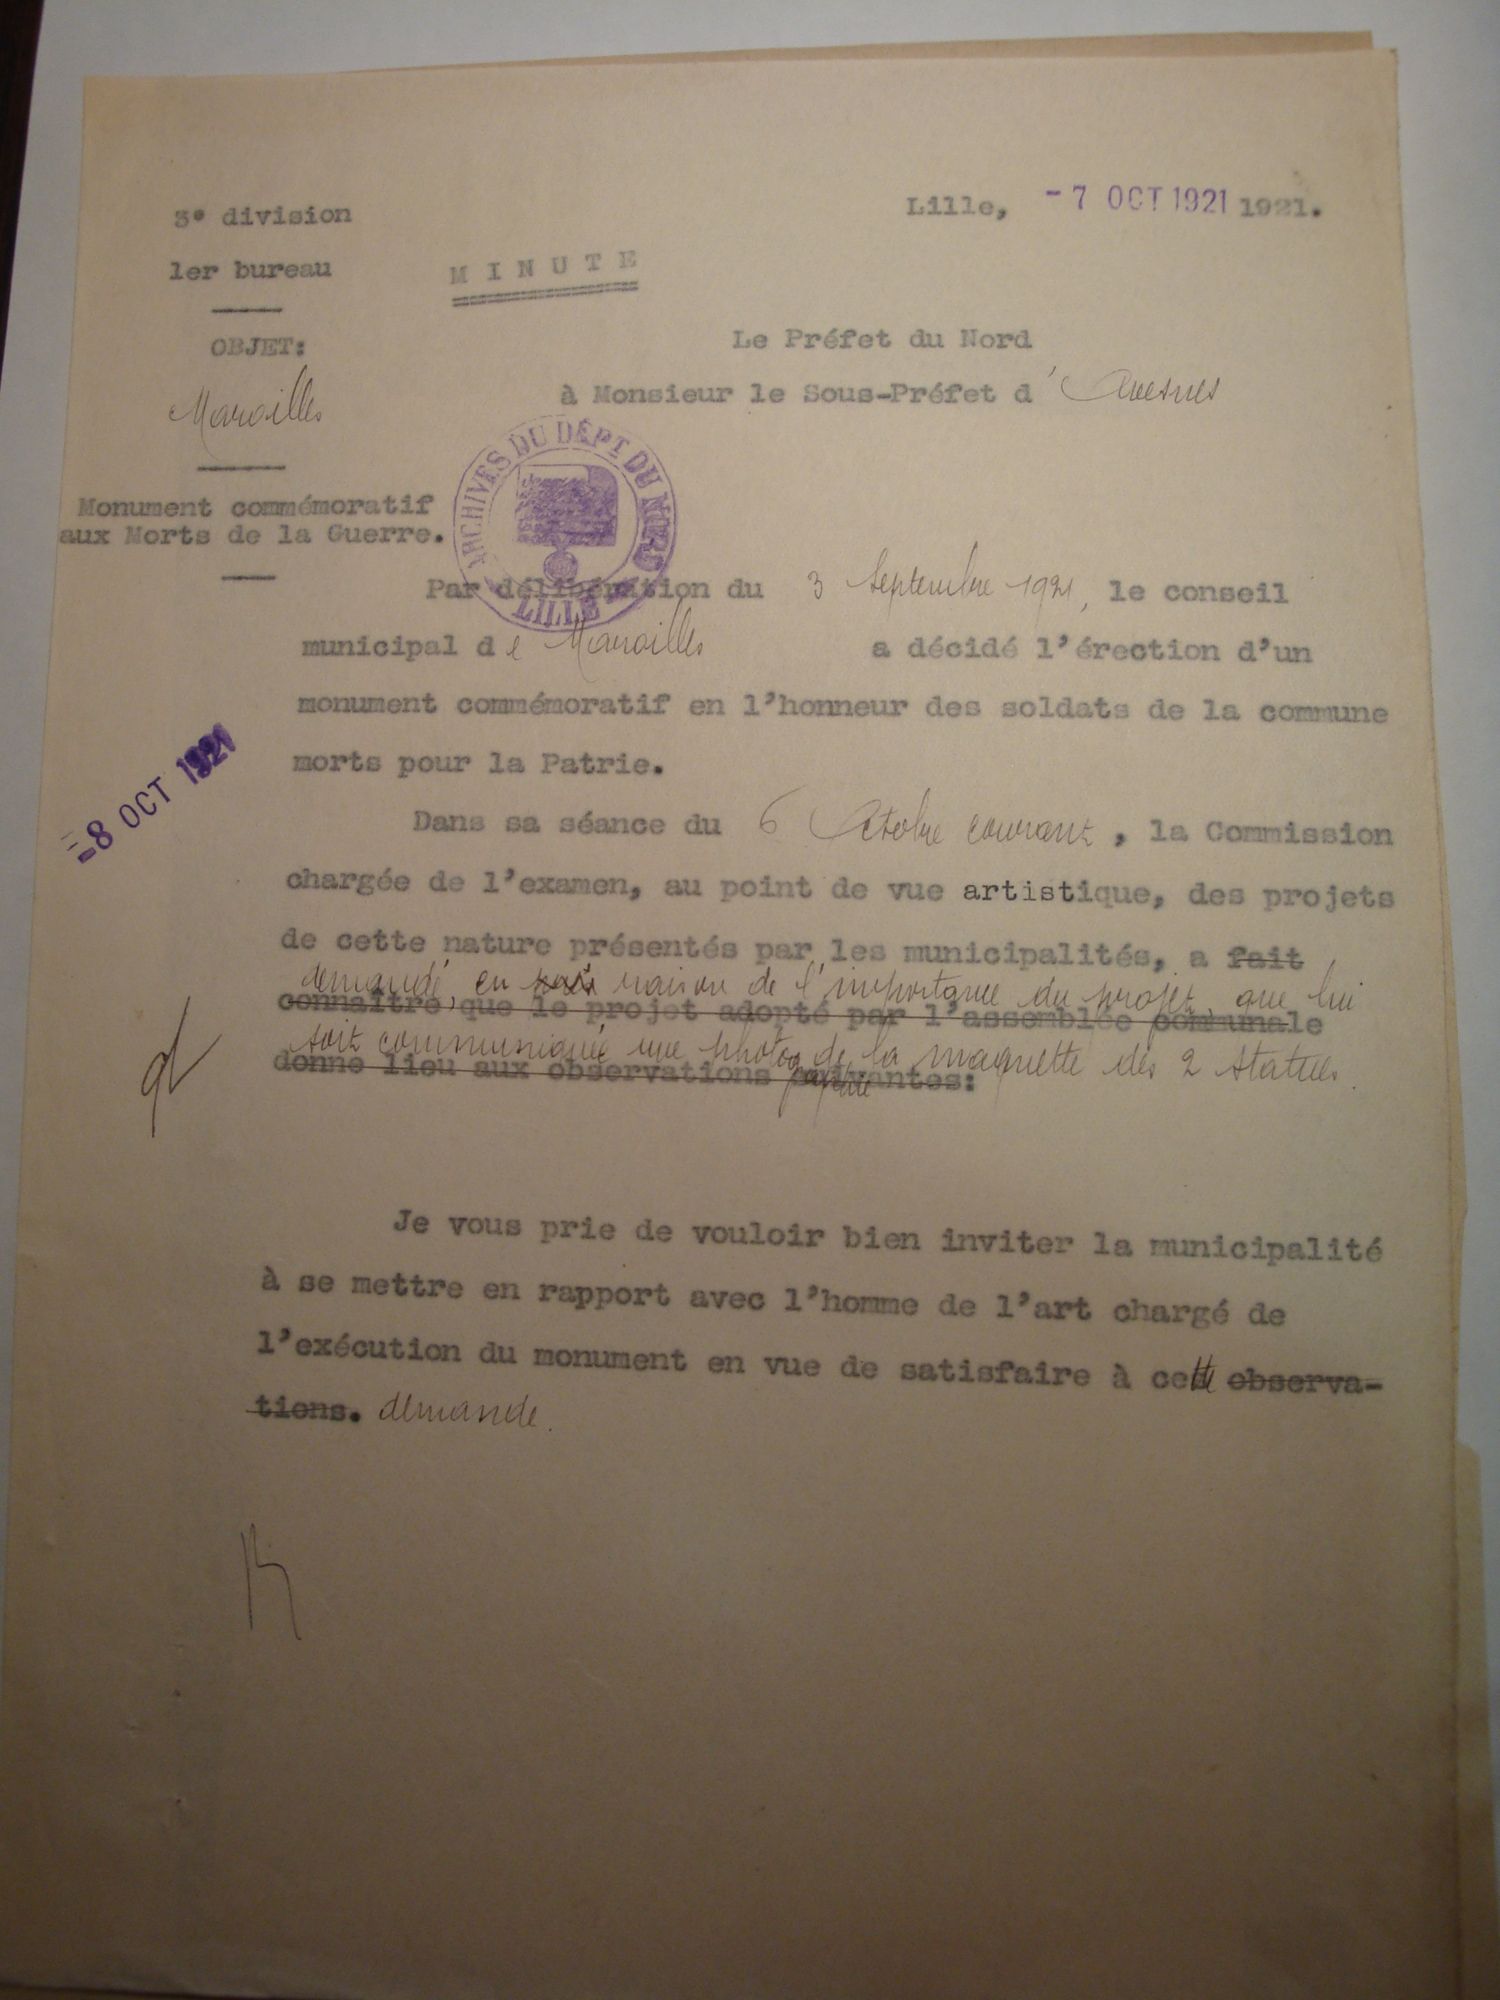 3e division
1er bureau
Lille, -7 OCT 1921 1921.
MINUTE
OBJET:
Maroilles
Le Préfet du Nord
à Monsieur le Sous-Préfet d'Avesnes
Monument commémoratif
aux Morts de la Guerre.
ARCHIVES DU DÉPT DU NORD
LILLE
Par délibération du 3 Septembre 1921, le conseil
municipal de Maroilles a décidé l'érection d'un
monument commémoratif en l'honneur des soldats de la commune
morts pour la Patrie.
-8 OCT 1921
Dans sa séance du 6 Octobre courant, la Commission
chargée de l'examen, au point de vue artistique, des projets
de cette nature présentés par les municipalités, a fait
demandé, en raison de l'importance du projet, que lui
connaître que le projet adopté par l'assemblée communale
soit communiquée une photographie de la maquette des 2 statues.
donne lieu aux observations suivantes:
Je vous prie de vouloir bien inviter la municipalité
à se mettre en rapport avec l'homme de l'art chargé de
l'exécution du monument en vue de satisfaire à cette observa-
tions. demande.